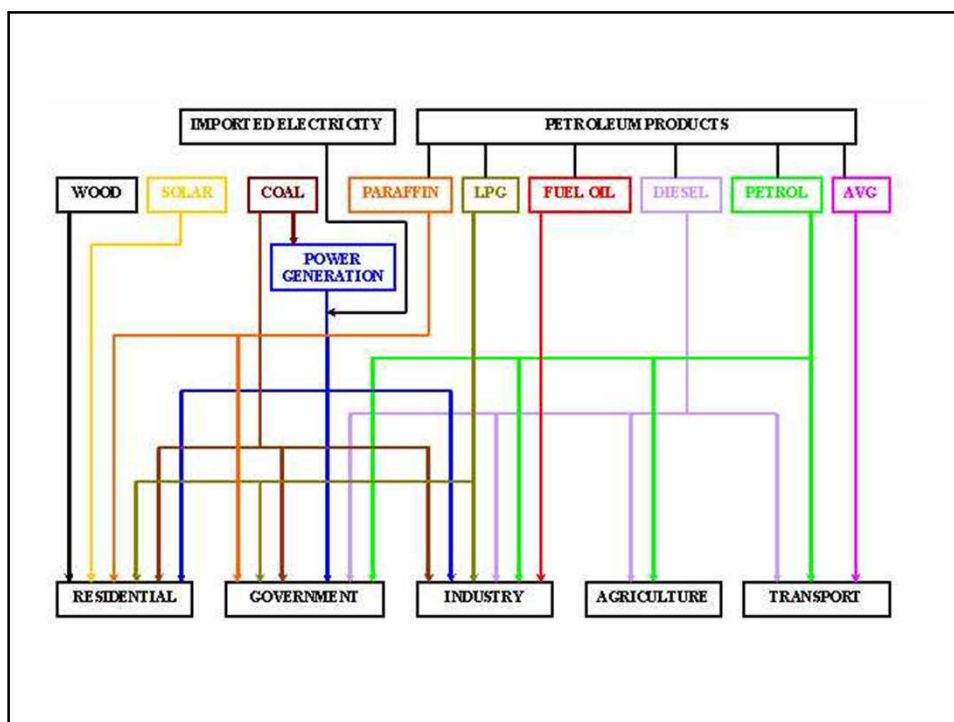 IMPORTED ELECTRICITY
PETROLEUM PRODUCTS
WOOD
SOLAR
COAL
PARAFFIN
LPG
FUEL OIL
DIESEL
PETROL
AVG
POWER
GENERATION
RESIDENTIAL
GOVERNMENT
INDUSTRY
AGRICULTURE
TRANSPORT